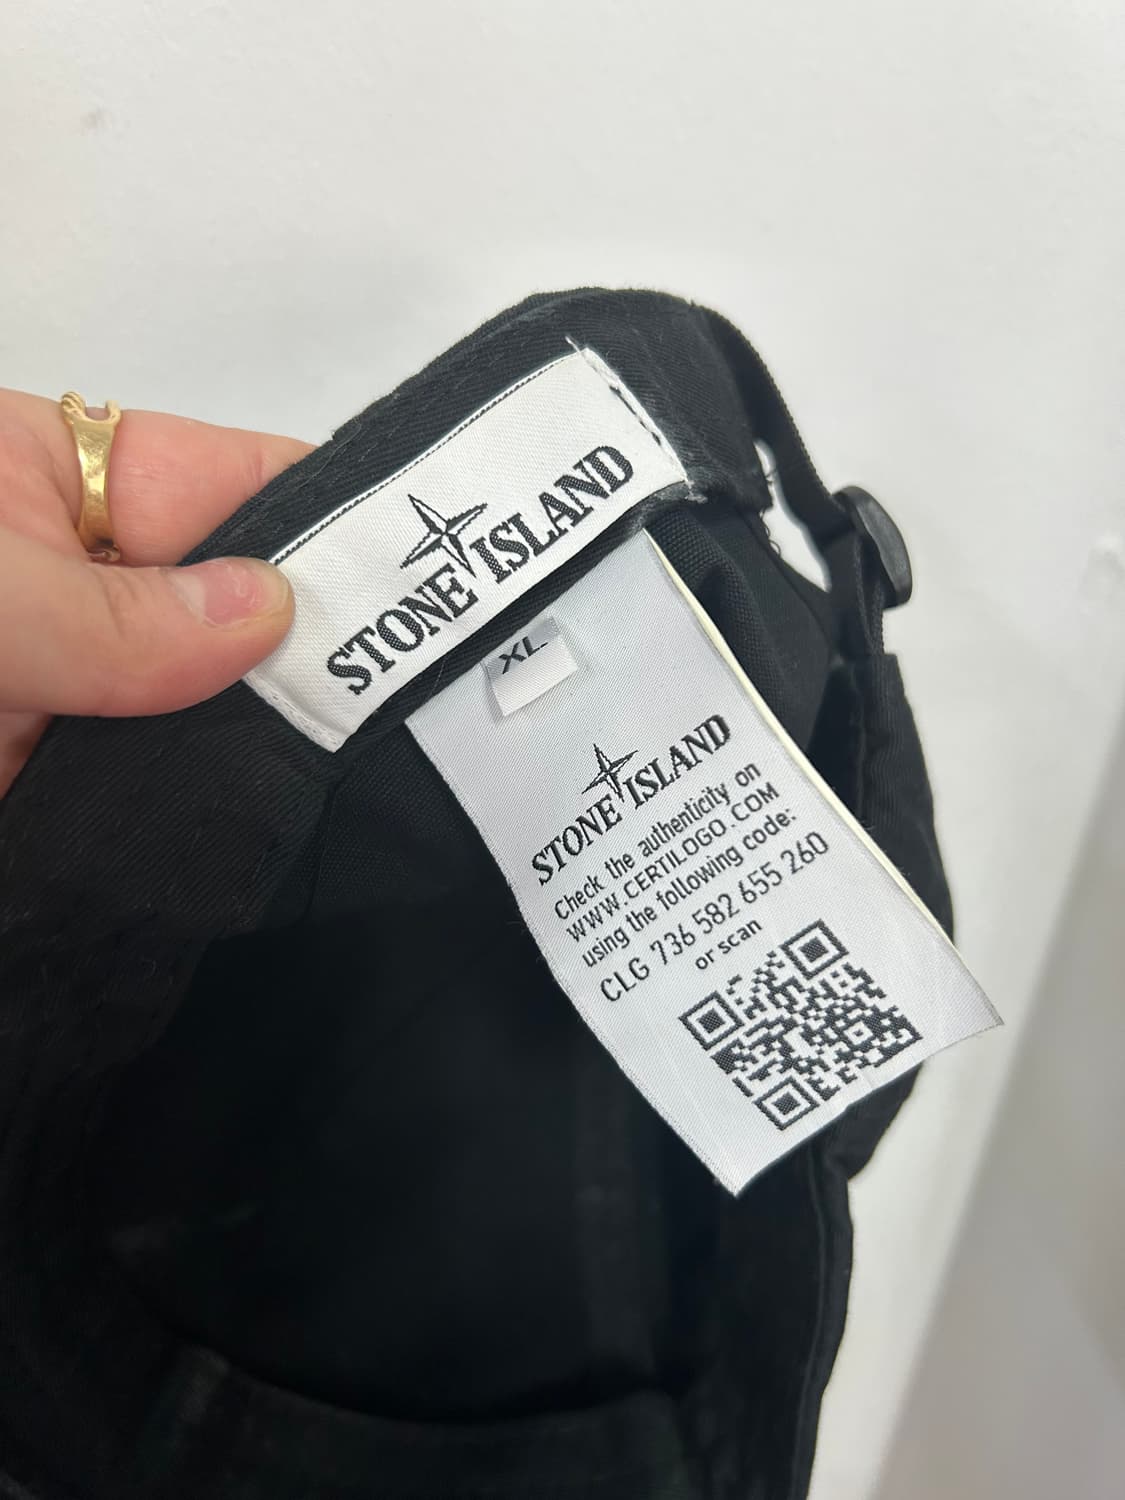 STONE ISLAND
XL
STONE ISLAND
Check the authenticity on
WWW.CERTILOGO.COM
using the following code:
CLG 736 582 655 260
or scan